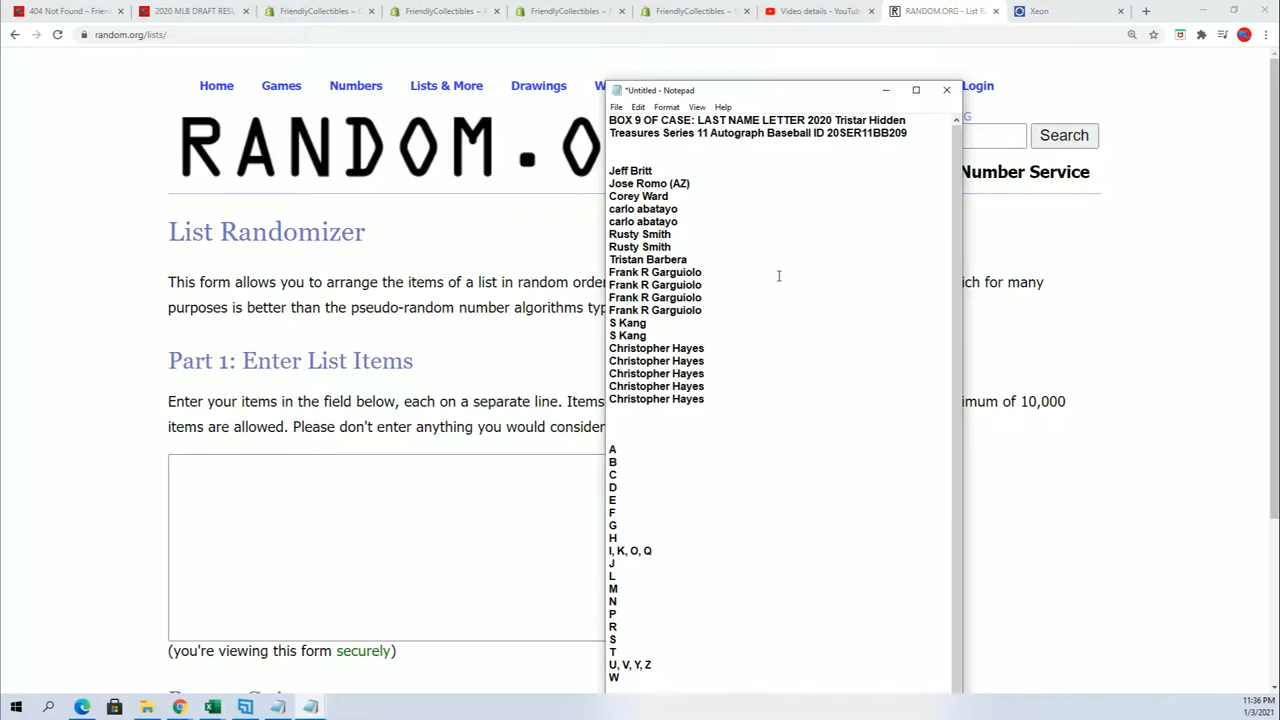 404 Not Found - Frien
2020 MLB DRAFT RESU
FriendlyCollectibles -
FriendlyCollectibles -
FriendlyCollectibles -
FriendlyCollectibles -
Video details - YouTube
RANDOM.ORG - List R
Xeon
random.org/lists/
Home
Games
Numbers
Lists & More
Drawings
W
Login
RANDOM.O
G
Search
Number Service
List Randomizer
This form allows you to arrange the items of a list in random orde
ich for many
purposes is better than the pseudo-random number algorithms typ
Part 1: Enter List Items
Enter your items in the field below, each on a separate line. Items
imum of 10,000
items are allowed. Please don't enter anything you would consider
(you're viewing this form securely)
*Untitled - Notepad
File Edit Format View Help
BOX 9 OF CASE: LAST NAME LETTER 2020 Tristar Hidden
Treasures Series 11 Autograph Baseball ID 20SER11BB209
Jeff Britt
Jose Romo (AZ)
Corey Ward
carlo abatayo
carlo abatayo
Rusty Smith
Rusty Smith
Tristan Barbera
Frank R Garguiolo
Frank R Garguiolo
Frank R Garguiolo
Frank R Garguiolo
S Kang
S Kang
Christopher Hayes
Christopher Hayes
Christopher Hayes
Christopher Hayes
Christopher Hayes
A
B
C
D
E
F
G
H
I, K, O, Q
J
L
M
N
P
R
S
T
U, V, Y, Z
W
11:36 PM
1/3/2021